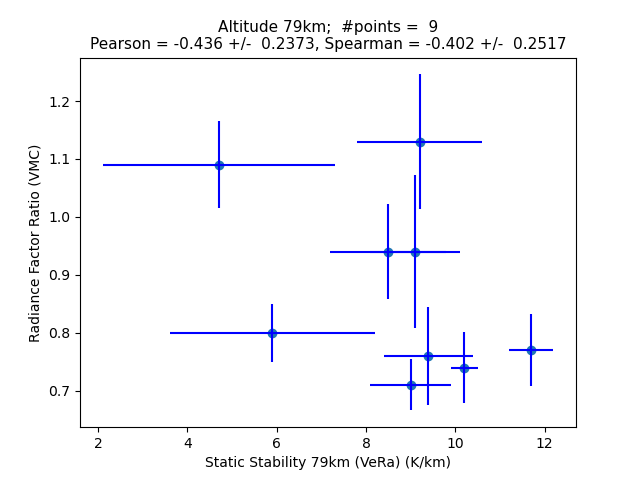 Altitude 79km;  #points =  9
Pearson = -0.436 +/-  0.2373, Spearman = -0.402 +/-  0.2517
1.2
1.1
1.0
0.9
0.8
0.7
Radiance Factor Ratio (VMC)
2 4 6 8 10 12
Static Stability 79km (VeRa) (K/km)